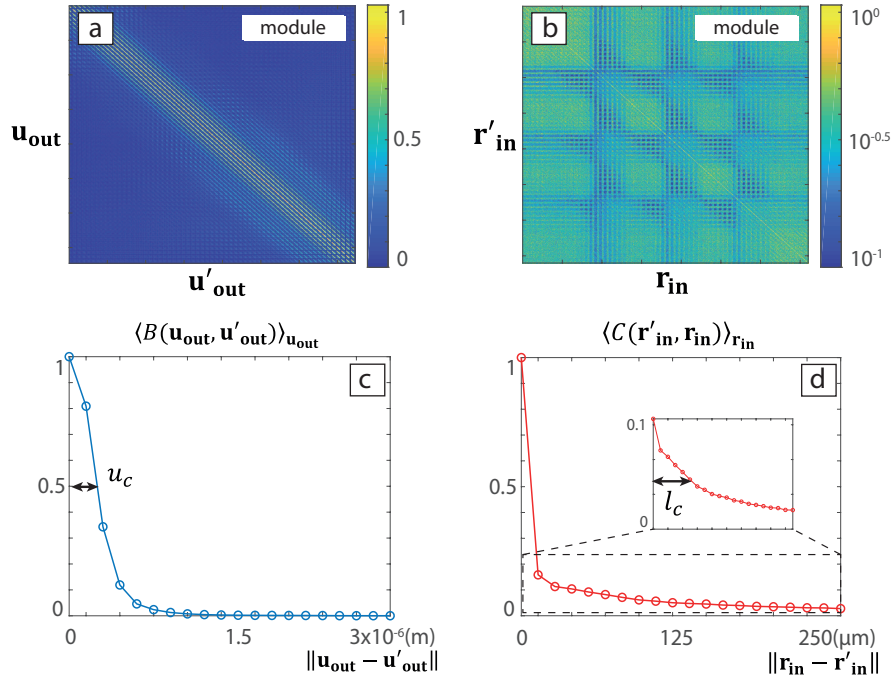 a
module
1
0.5
0
u_out
u'_out
b
module
10⁰
10^-0.5
10^-1
r'_in
r_in
⟨B(u_out, u'_out)⟩_u_out
c
1
0.5
0
u_c
0
1.5
3x10⁻⁶(m)
‖u_out − u'_out‖
⟨C(r'_in, r_in)⟩_r_in
d
1
0.5
0
0.1
0
l_c
0
125
250(μm)
‖r_in − r'_in‖